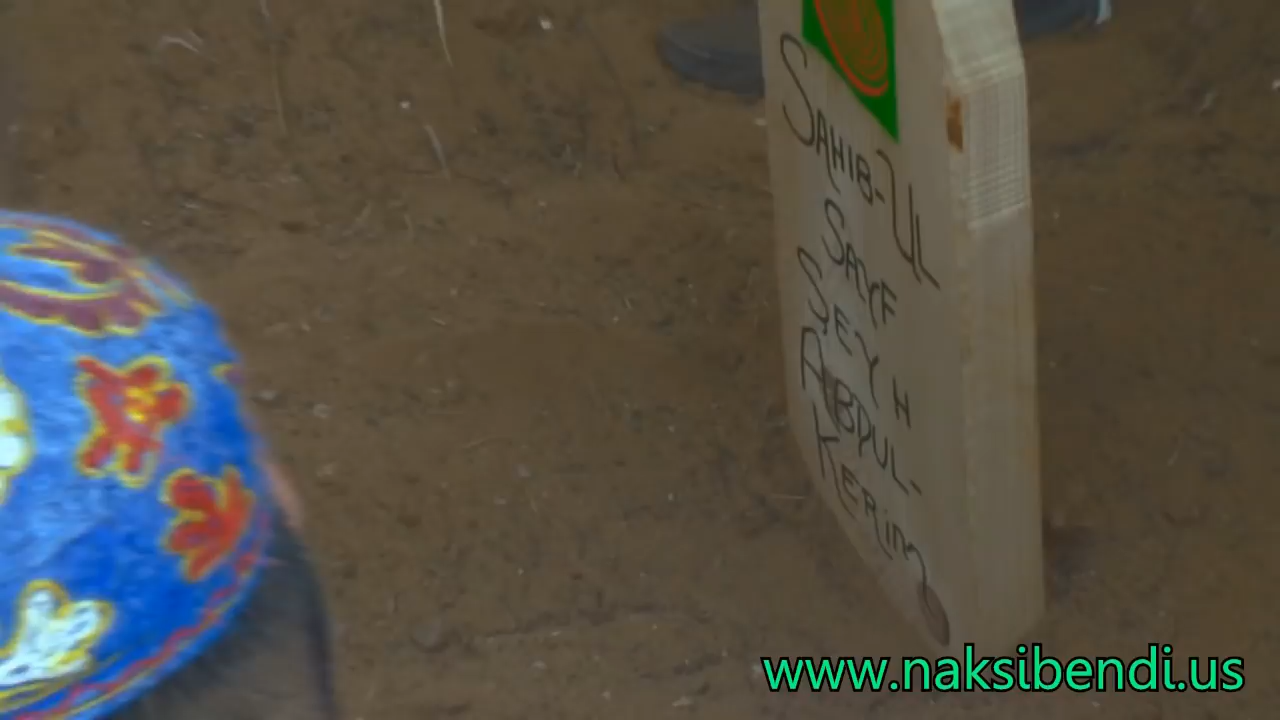 SAHIB-UL
SAYF
ŞEYH
ABDUL-
KERiM
www.naksibendi.us